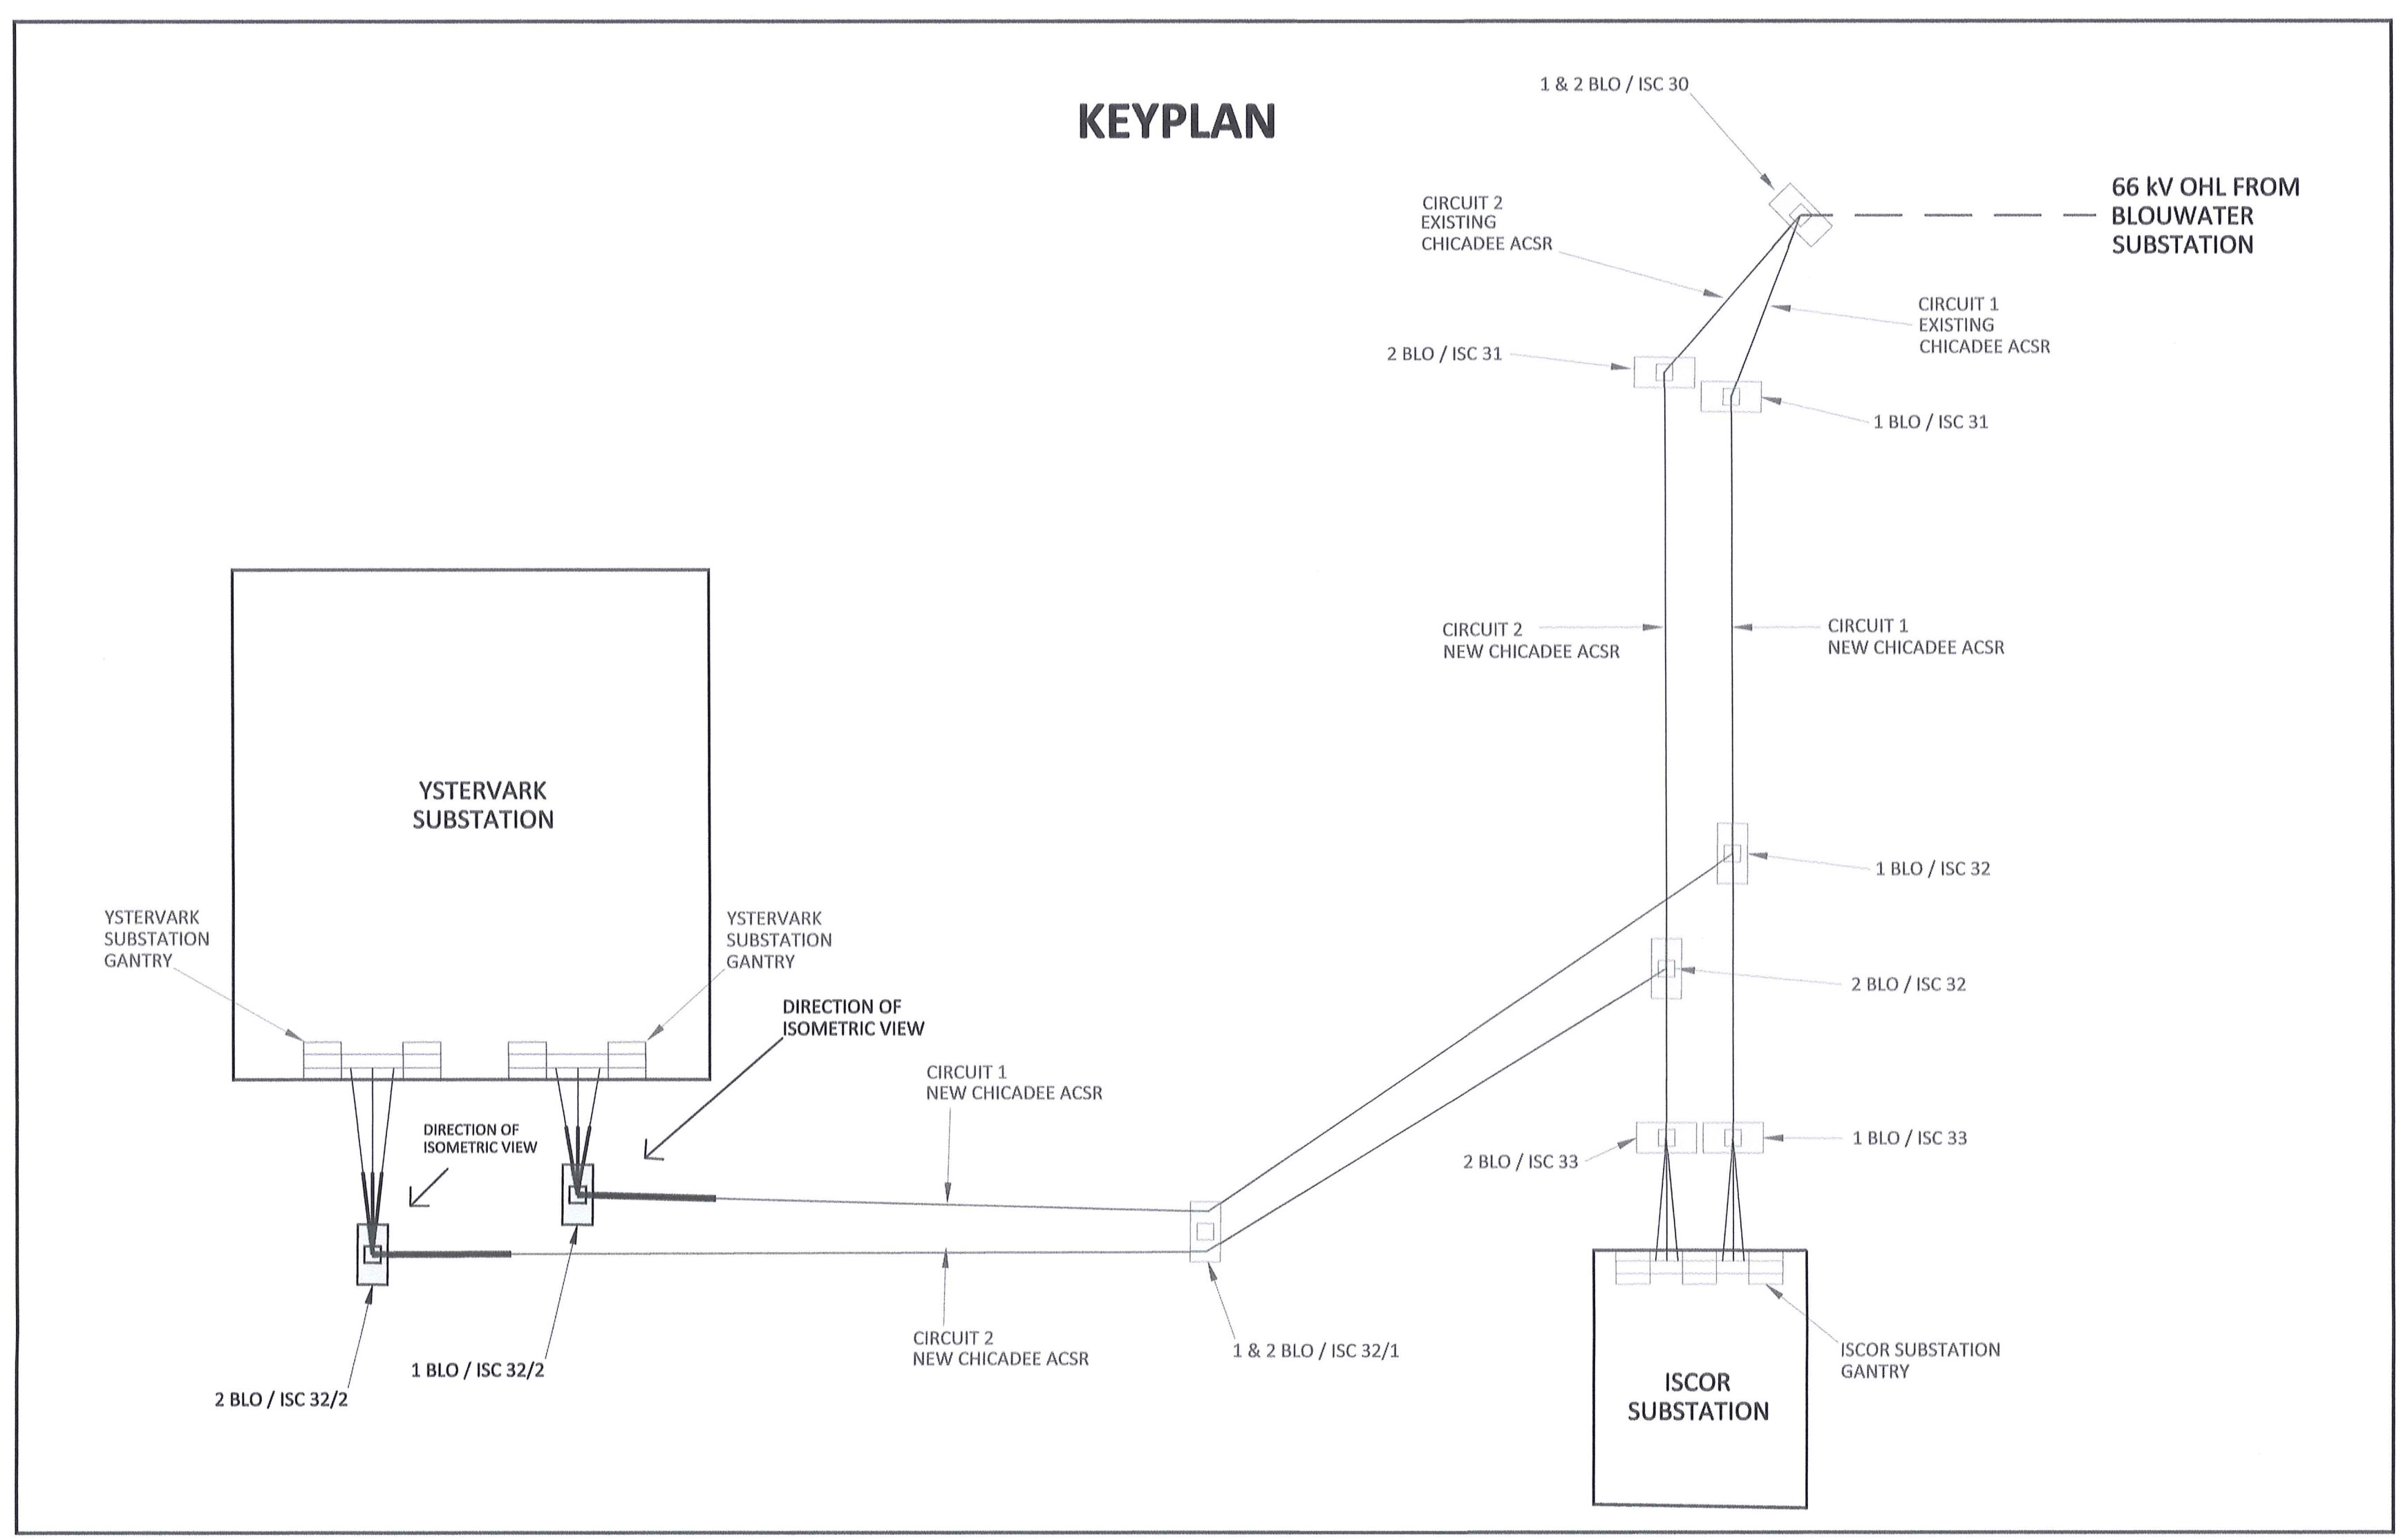 KEYPLAN
1 & 2 BLO / ISC 30
66 kV OHL FROM
BLOUWATER
SUBSTATION
CIRCUIT 2
EXISTING
CHICADEE ACSR
CIRCUIT 1
EXISTING
CHICADEE ACSR
2 BLO / ISC 31
1 BLO / ISC 31
CIRCUIT 2
NEW CHICADEE ACSR
CIRCUIT 1
NEW CHICADEE ACSR
YSTERVARK
SUBSTATION
1 BLO / ISC 32
YSTERVARK
SUBSTATION
GANTRY
YSTERVARK
SUBSTATION
GANTRY
2 BLO / ISC 32
DIRECTION OF
ISOMETRIC VIEW
CIRCUIT 1
NEW CHICADEE ACSR
DIRECTION OF
ISOMETRIC VIEW
2 BLO / ISC 33
1 BLO / ISC 33
CIRCUIT 2
NEW CHICADEE ACSR
1 & 2 BLO / ISC 32/1
1 BLO / ISC 32/2
2 BLO / ISC 32/2
ISCOR SUBSTATION
GANTRY
ISCOR
SUBSTATION